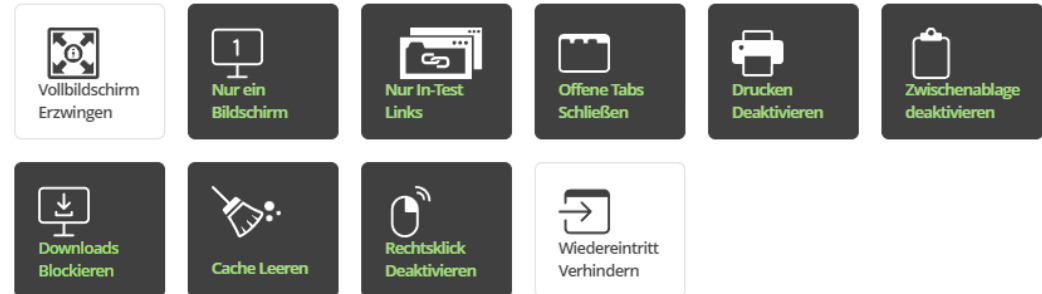 Vollbildschirm
Erzwingen
1
Nur ein
Bildschirm
Nur In-Test
Links
Offene Tabs
Schließen
Drucken
Deaktivieren
Zwischenablage
deaktivieren
Downloads
Blockieren
Cache Leeren
Rechtsklick
Deaktivieren
Wiedereintritt
Verhindern